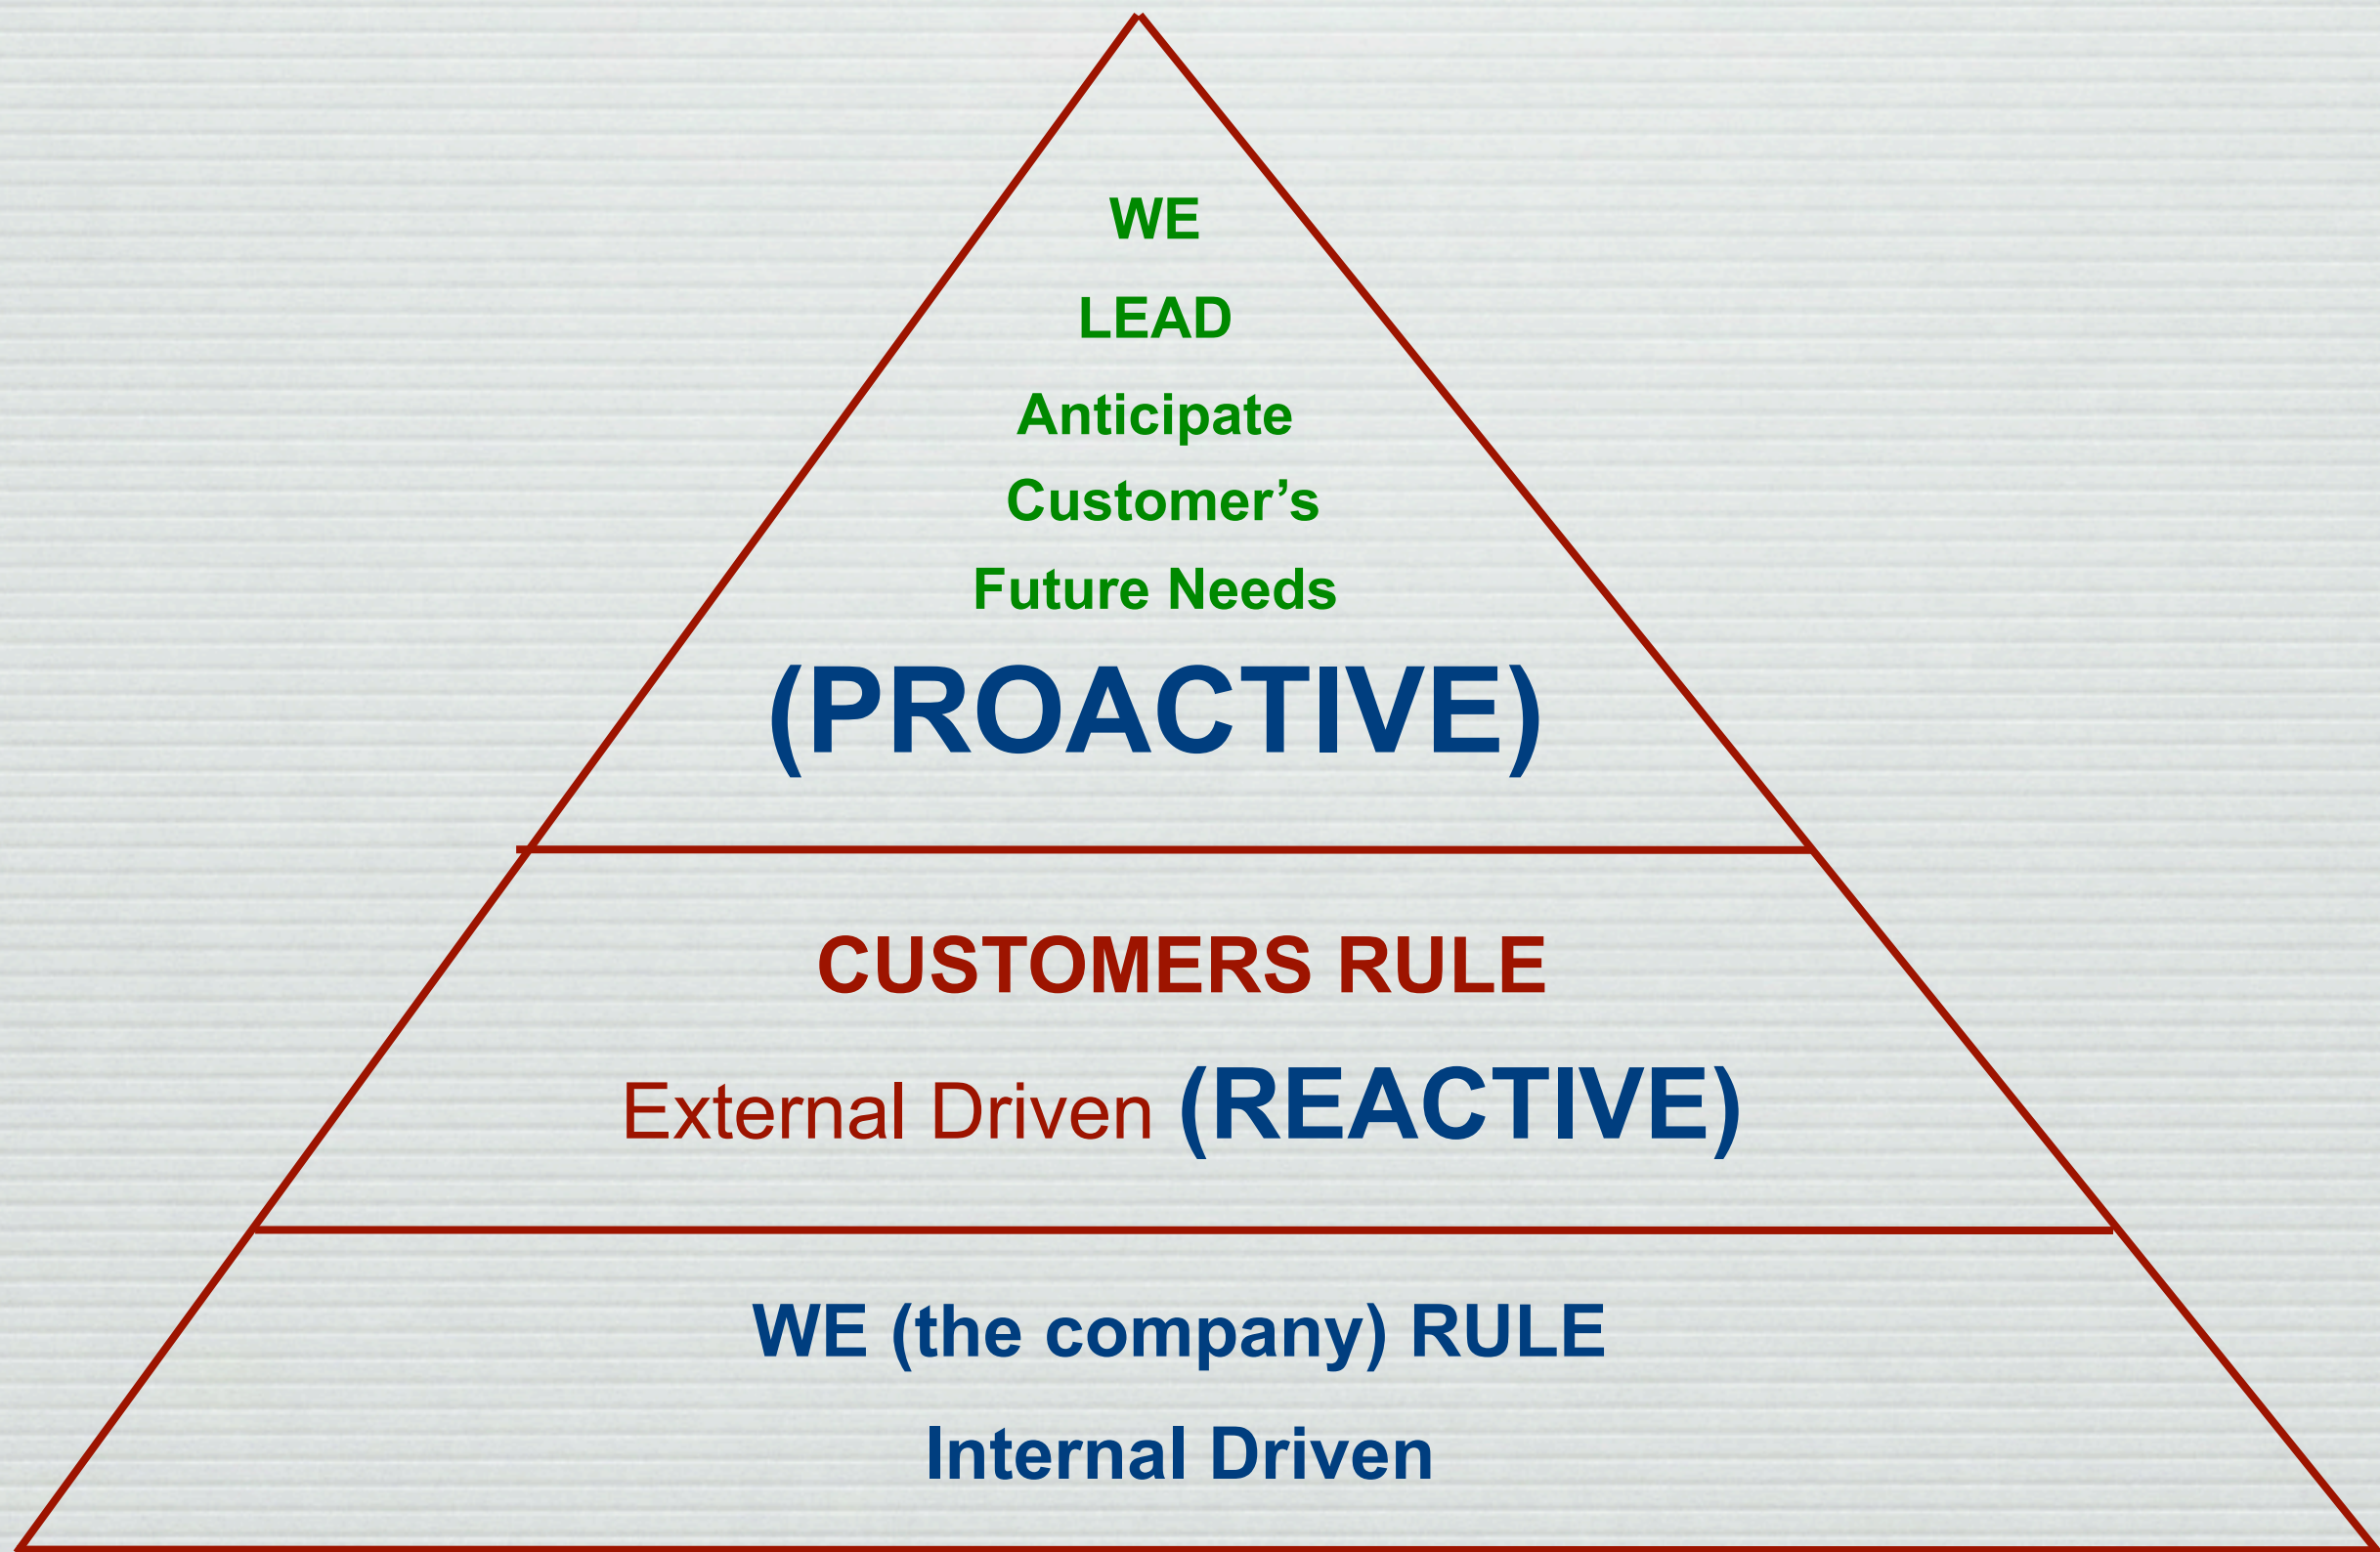 WE
LEAD
Anticipate
Customer’s
Future Needs
(PROACTIVE)
CUSTOMERS RULE
External Driven (REACTIVE)
WE (the company) RULE
Internal Driven